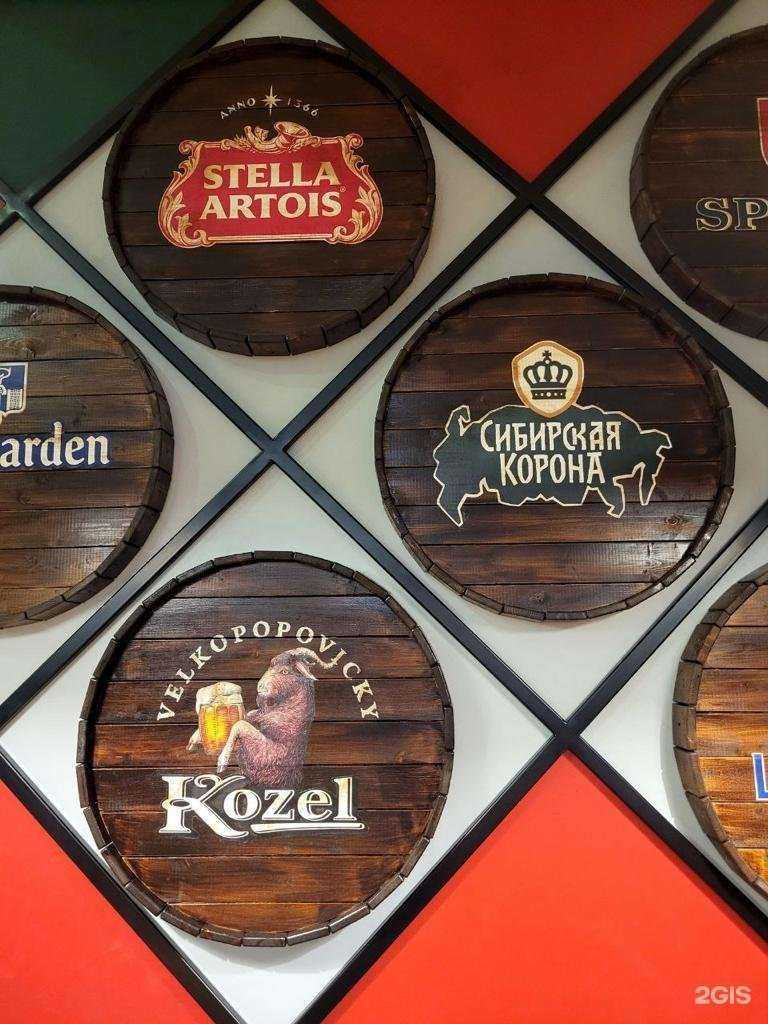 ANNO 1366
STELLA
ARTOIS
SP
СИБИРСКАЯ
КОРОНА
arden
VELKOPOPOVICKY
Kozel
L
2GIS